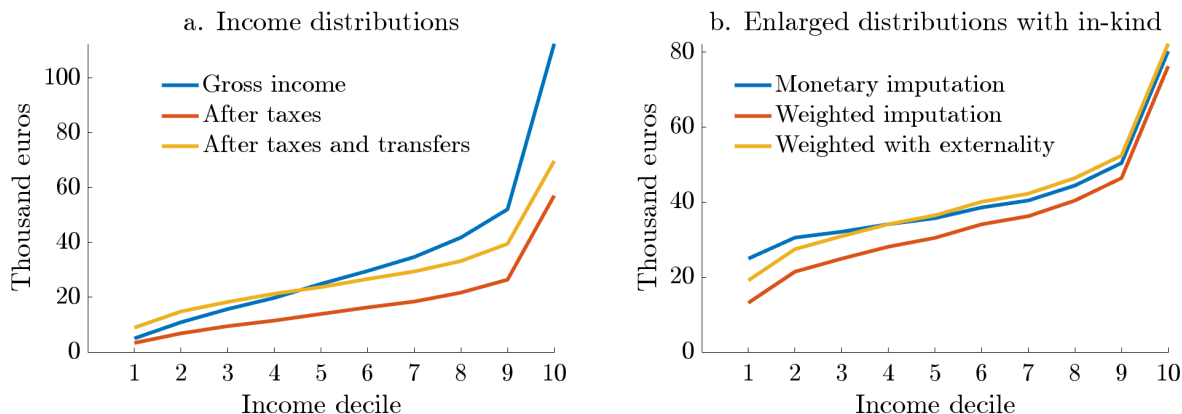 a. Income distributions
Thousand euros
100
80
60
40
20
0
Gross income
After taxes
After taxes and transfers
1 2 3 4 5 6 7 8 9 10
Income decile
b. Enlarged distributions with in-kind
Thousand euros
80
60
40
20
0
Monetary imputation
Weighted imputation
Weighted with externality
1 2 3 4 5 6 7 8 9 10
Income decile